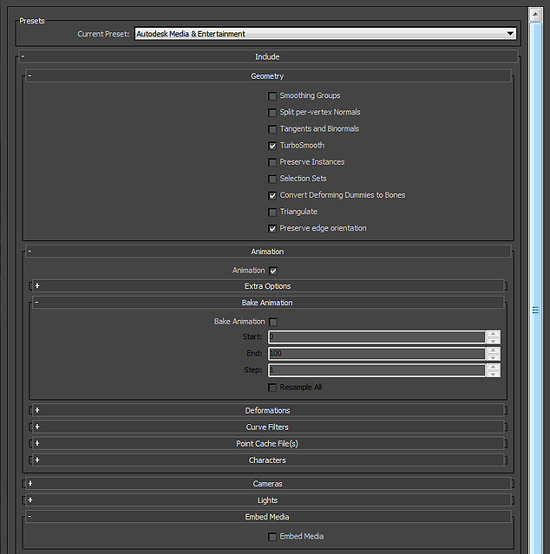 Presets
Current Preset: Autodesk Media & Entertainment
- Include
- Geometry
Smoothing Groups
Split per-vertex Normals
Tangents and Binormals
TurboSmooth
Preserve Instances
Selection Sets
Convert Deforming Dummies to Bones
Triangulate
Preserve edge orientation
- Animation
Animation
+ Extra Options
- Bake Animation
Bake Animation
Start: 0
End: 100
Step: 1
Resample All
+ Deformations
+ Curve Filters
+ Point Cache File(s)
+ Characters
+ Cameras
+ Lights
- Embed Media
Embed Media